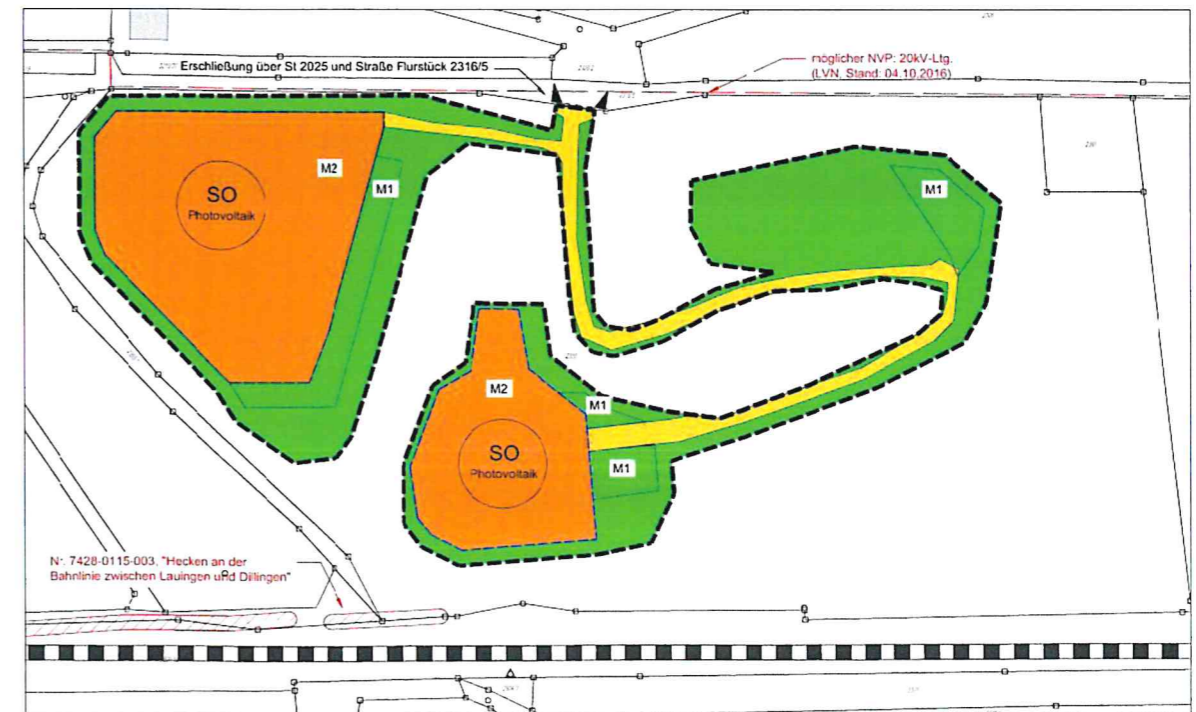 Erschließung über St 2025 und Straße Flurstück 2316/5
möglicher NVP: 20kV-Ltg.
(LVN, Stand: 04.10.2016)
M2
M1
M1
SO
Photovoltaik
M2
M1
SO
Photovoltaik
M1
Nr. 7428-0115-003, "Hecken an der
Bahnlinie zwischen Lauingen und Dillingen"